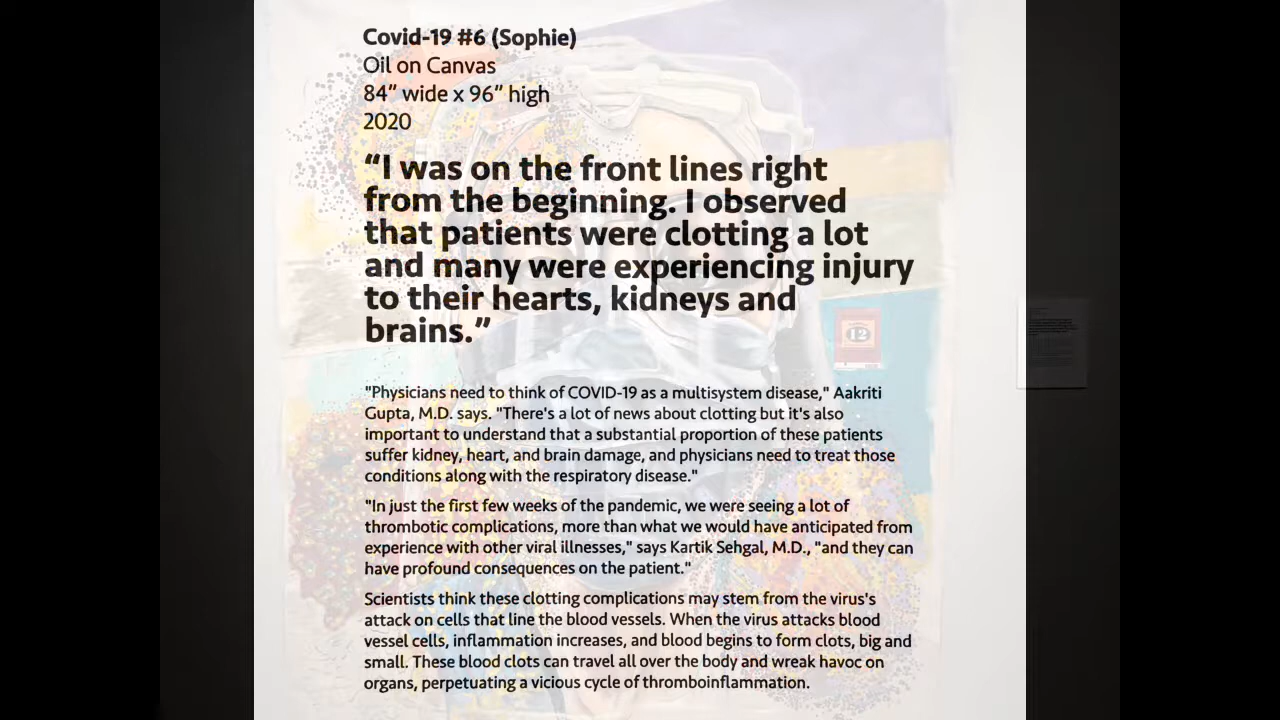 Covid-19 #6 (Sophie)
Oil on Canvas
84” wide x 96” high
2020
“I was on the front lines right
from the beginning. I observed
that patients were clotting a lot
and many were experiencing injury
to their hearts, kidneys and
brains.”
"Physicians need to think of COVID-19 as a multisystem disease," Aakriti
Gupta, M.D. says. "There's a lot of news about clotting but it's also
important to understand that a substantial proportion of these patients
suffer kidney, heart, and brain damage, and physicians need to treat those
conditions along with the respiratory disease."
"In just the first few weeks of the pandemic, we were seeing a lot of
thrombotic complications, more than what we would have anticipated from
experience with other viral illnesses," says Kartik Sehgal, M.D., "and they can
have profound consequences on the patient."
Scientists think these clotting complications may stem from the virus's
attack on cells that line the blood vessels. When the virus attacks blood
vessel cells, inflammation increases, and blood begins to form clots, big and
small. These blood clots can travel all over the body and wreak havoc on
organs, perpetuating a vicious cycle of thromboinflammation.
12